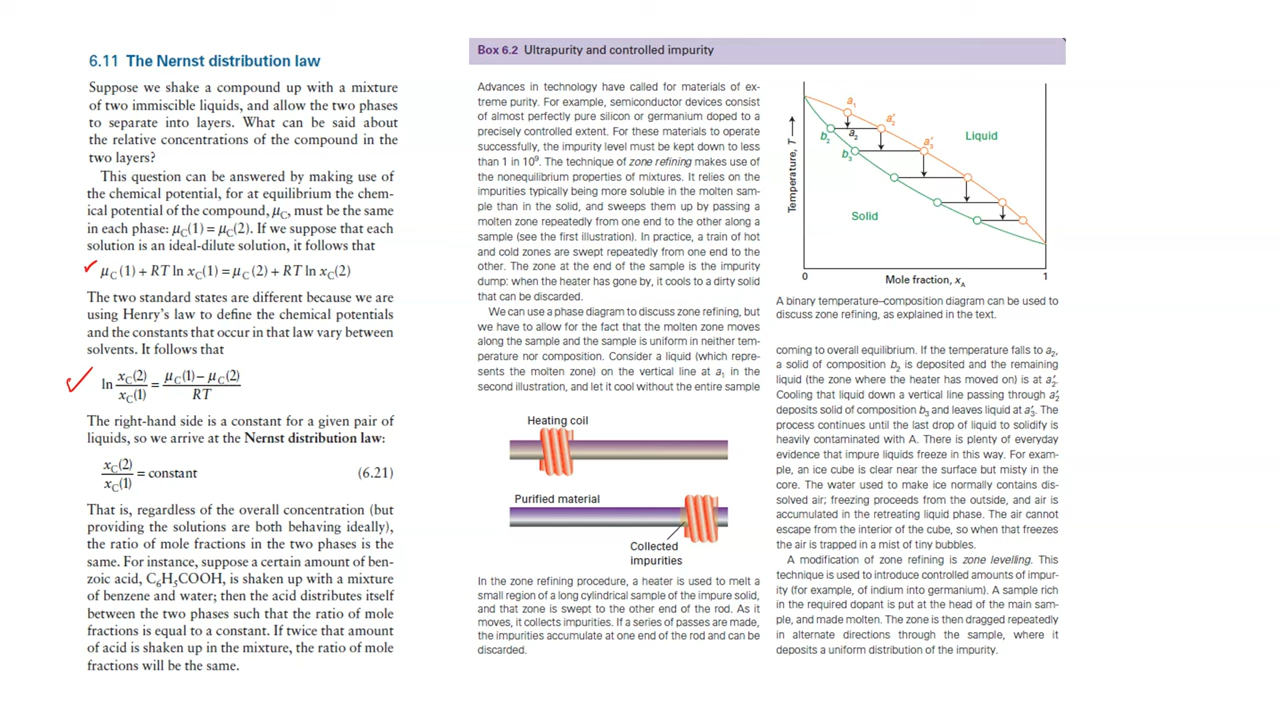 6.11 The Nernst distribution law
Suppose we shake a compound up with a mixture
of two immiscible liquids, and allow the two phases
to separate into layers. What can be said about
the relative concentrations of the compound in the
two layers?
This question can be answered by making use of
the chemical potential, for at equilibrium the chem-
ical potential of the compound, μC, must be the same
in each phase: μC(1) = μC(2). If we suppose that each
solution is an ideal-dilute solution, it follows that
μC(1) + RT ln xC(1) = μC(2) + RT ln xC(2)
The two standard states are different because we are
using Henry's law to define the chemical potentials
and the constants that occur in that law vary between
solvents. It follows that
ln xC(2)/xC(1) = μC(1) − μC(2)/RT
The right-hand side is a constant for a given pair of
liquids, so we arrive at the Nernst distribution law:
xC(2)/xC(1) = constant (6.21)
That is, regardless of the overall concentration (but
providing the solutions are both behaving ideally),
the ratio of mole fractions in the two phases is the
same. For instance, suppose a certain amount of ben-
zoic acid, C6H5COOH, is shaken up with a mixture
of benzene and water; then the acid distributes itself
between the two phases such that the ratio of mole
fractions is equal to a constant. If twice that amount
of acid is shaken up in the mixture, the ratio of mole
fractions will be the same.
Box 6.2 Ultrapurity and controlled impurity
Advances in technology have called for materials of ex-
treme purity. For example, semiconductor devices consist
of almost perfectly pure silicon or germanium doped to a
precisely controlled extent. For these materials to operate
successfully, the impurity level must be kept down to less
than 1 in 10⁹. The technique of zone refining makes use of
the nonequilibrium properties of mixtures. It relies on the
impurities typically being more soluble in the molten sam-
ple than in the solid, and sweeps them up by passing a
molten zone repeatedly from one end to the other along a
sample (see the first illustration). In practice, a train of hot
and cold zones are swept repeatedly from one end to the
other. The zone at the end of the sample is the impurity
dump: when the heater has gone by, it cools to a dirty solid
that can be discarded.
We can use a phase diagram to discuss zone refining, but
we have to allow for the fact that the molten zone moves
along the sample and the sample is uniform in neither tem-
perature nor composition. Consider a liquid (which repre-
sents the molten zone) on the vertical line at a1 in the
second illustration, and let it cool without the entire sample
Heating coil
Purified material
Collected
impurities
In the zone refining procedure, a heater is used to melt a
small region of a long cylindrical sample of the impure solid,
and that zone is swept to the other end of the rod. As it
moves, it collects impurities. If a series of passes are made,
the impurities accumulate at one end of the rod and can be
discarded.
Temperature, T
a1
a2′
b2
a2
b3
a3′
Liquid
Solid
0
1
Mole fraction, xA
A binary temperature–composition diagram can be used to
discuss zone refining, as explained in the text.
coming to overall equilibrium. If the temperature falls to a2,
a solid of composition b2 is deposited and the remaining
liquid (the zone where the heater has moved on) is at a2′.
Cooling that liquid down a vertical line passing through a2′
deposits solid of composition b3 and leaves liquid at a3′. The
process continues until the last drop of liquid to solidify is
heavily contaminated with A. There is plenty of everyday
evidence that impure liquids freeze in this way. For exam-
ple, an ice cube is clear near the surface but misty in the
core. The water used to make ice normally contains dis-
solved air; freezing proceeds from the outside, and air is
accumulated in the retreating liquid phase. The air cannot
escape from the interior of the cube, so when that freezes
the air is trapped in a mist of tiny bubbles.
A modification of zone refining is zone levelling. This
technique is used to introduce controlled amounts of impur-
ity (for example, of indium into germanium). A sample rich
in the required dopant is put at the head of the main sam-
ple, and made molten. The zone is then dragged repeatedly
in alternate directions through the sample, where it
deposits a uniform distribution of the impurity.